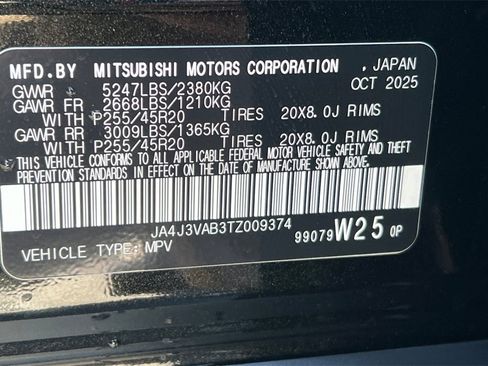 MFD.BY MITSUBISHI MOTORS CORPORATION , JAPAN
GVWR 5247LBS/2380KG OCT 2025
GAWR FR 2668LBS/1210KG
WITH P255/45R20 TIRES 20X8.0J RIMS
GAWR RR 3009LBS/1365KG
WITH P255/45R20 TIRES 20X8.0J RIMS
THIS VEHICLE CONFORMS TO ALL APPLICABLE FEDERAL MOTOR VEHICLE SAFETY AND THEFT
PREVENTION STANDARDS IN EFFECT ON THE DATE OF MANUFACTURE SHOWN ABOVE.
JA4J3VAB3TZ009374
VEHICLE TYPE:MPV 99079W25 0P